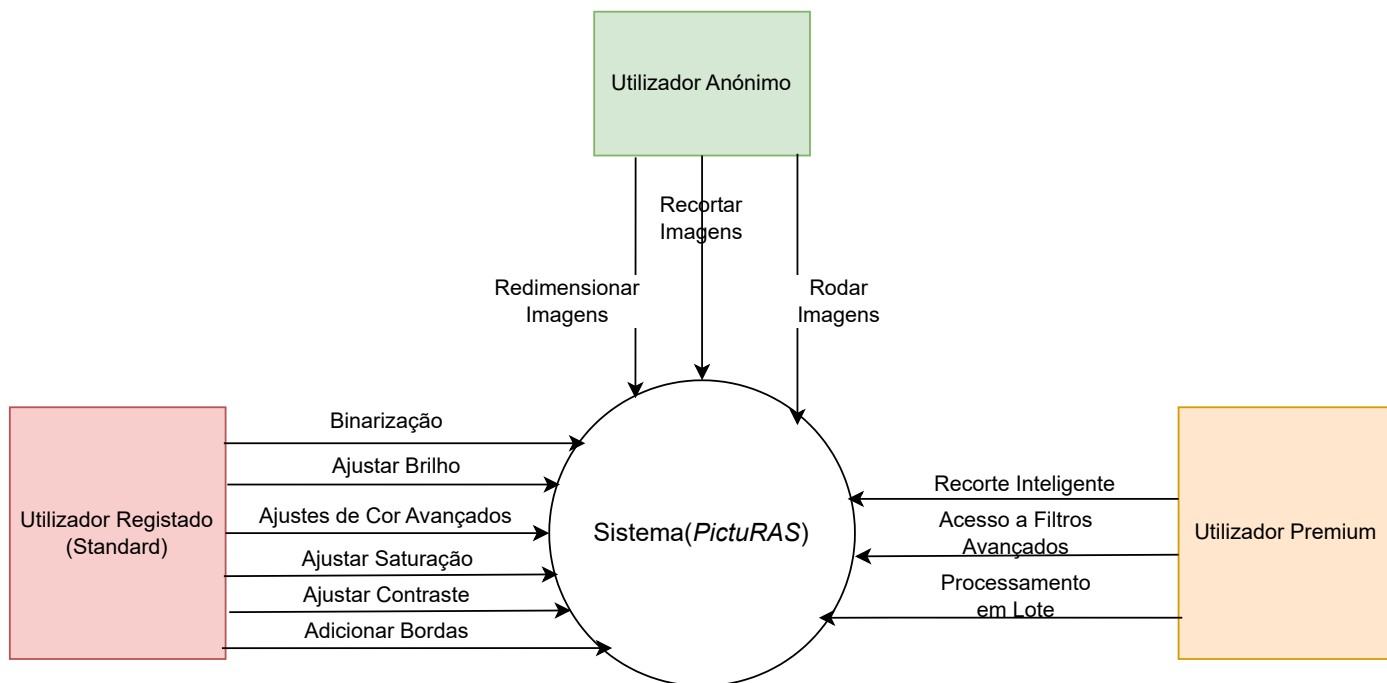 Utilizador Anónimo
Recortar
Imagens
Redimensionar
Imagens
Rodar
Imagens
Utilizador Registado
(Standard)
Binarização
Ajustar Brilho
Ajustes de Cor Avançados
Ajustar Saturação
Ajustar Contraste
Adicionar Bordas
Sistema(PictuRAS)
Recorte Inteligente
Acesso a Filtros
Avançados
Processamento
em Lote
Utilizador Premium